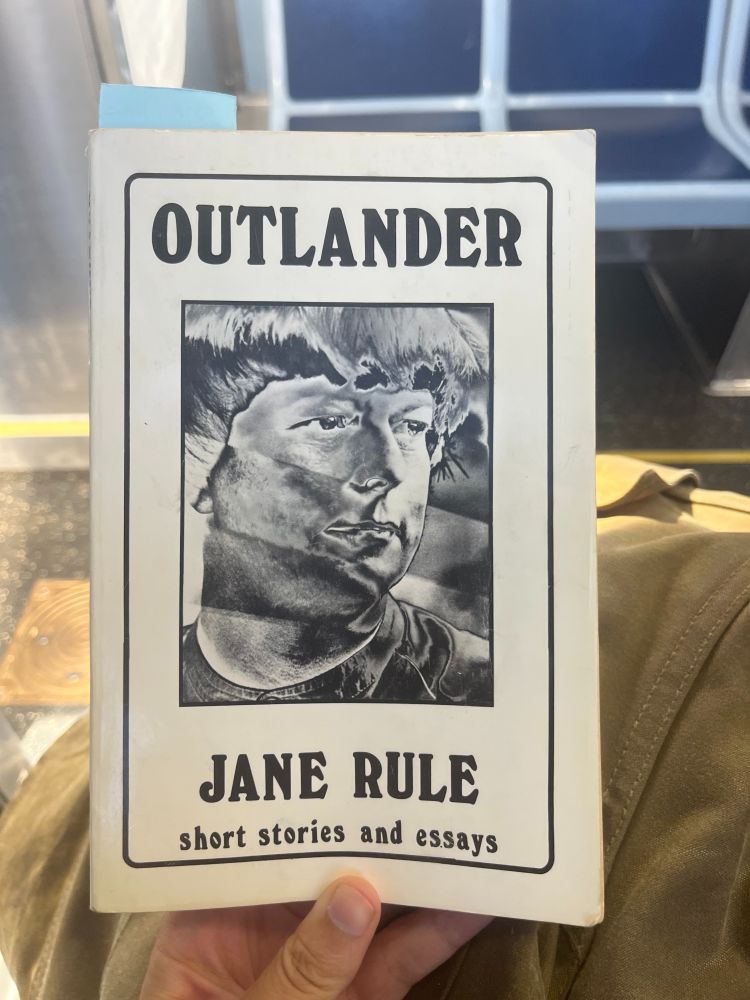 OUTLANDER
JANE RULE
short stories and essays